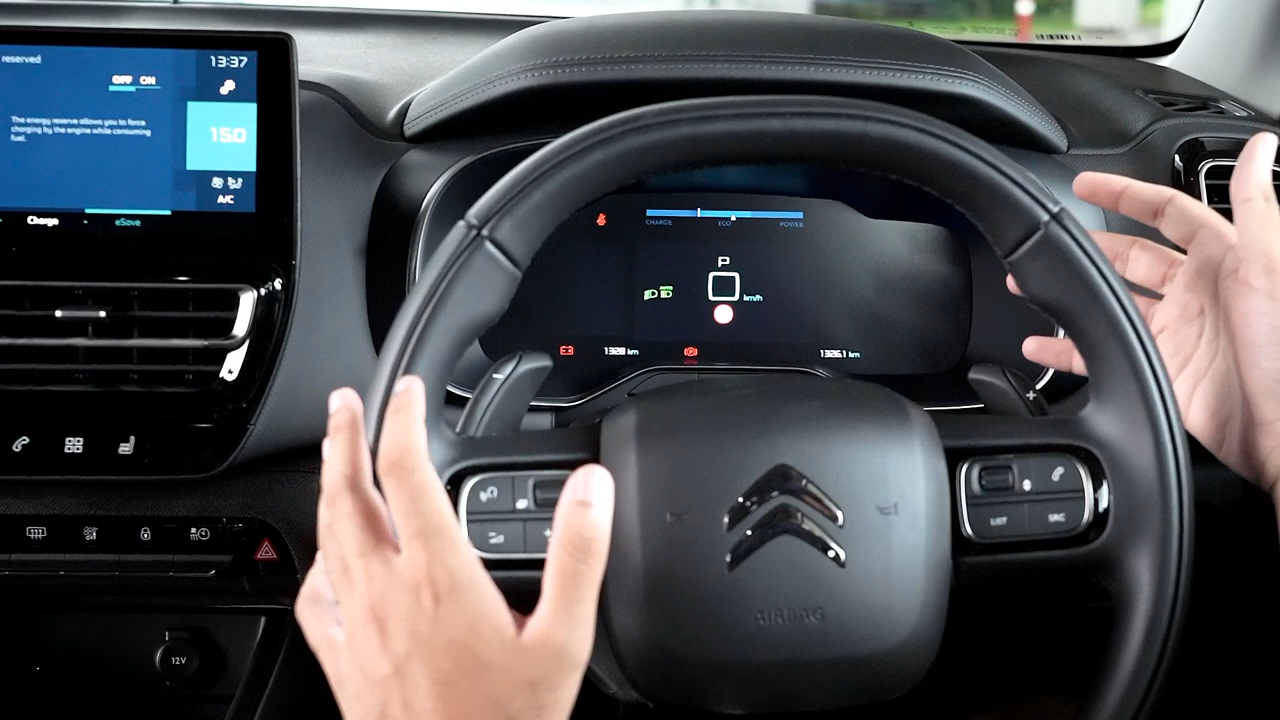 reserved
13:37
OFF ON
The energy reserve allows you to force
charging by the engine while consuming
fuel.
15.0
A/C
Charge eSave
CHARGE ECO POWER
P
AUTO
km/h
1328 km
1326.1 km
LIST SRC
AIRBAG
12V